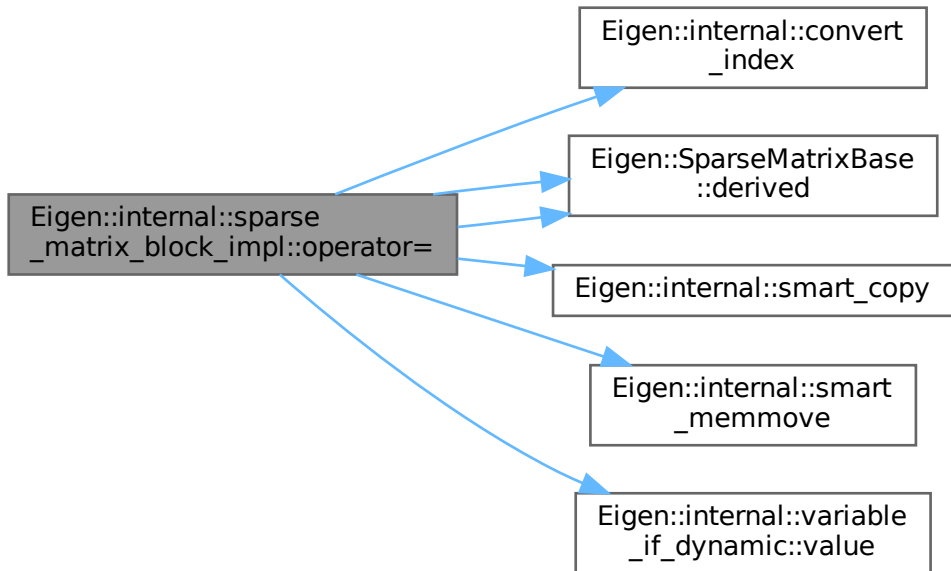 Eigen::internal::convert
_index
Eigen::SparseMatrixBase
::derived
Eigen::internal::sparse
_matrix_block_impl::operator=
Eigen::internal::smart_copy
Eigen::internal::smart
_memmove
Eigen::internal::variable
_if_dynamic::value